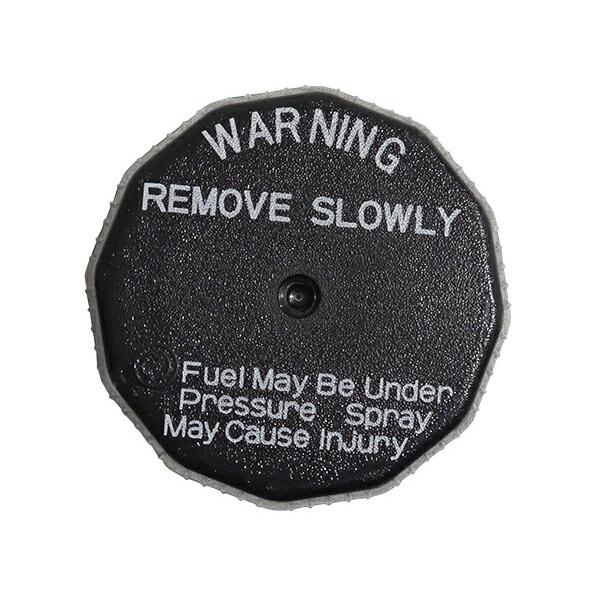 WARNING
REMOVE SLOWLY
Fuel May Be Under
Pressure Spray
May Cause Injury